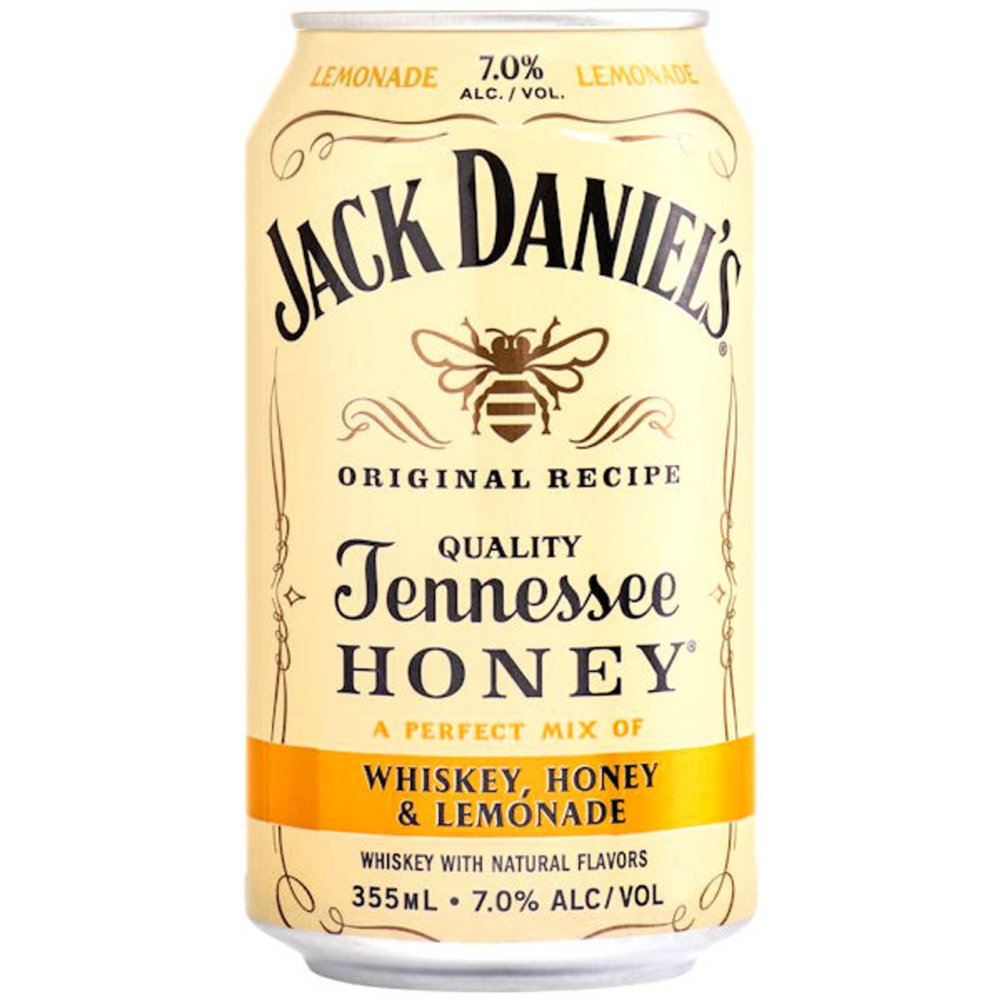 LEMONADE 7.0% LEMONADE
ALC. / VOL.
JACK DANIEL'S®
ORIGINAL RECIPE
QUALITY
Tennessee
HONEY®
A PERFECT MIX OF
WHISKEY, HONEY
& LEMONADE
WHISKEY WITH NATURAL FLAVORS
355ML • 7.0% ALC/VOL